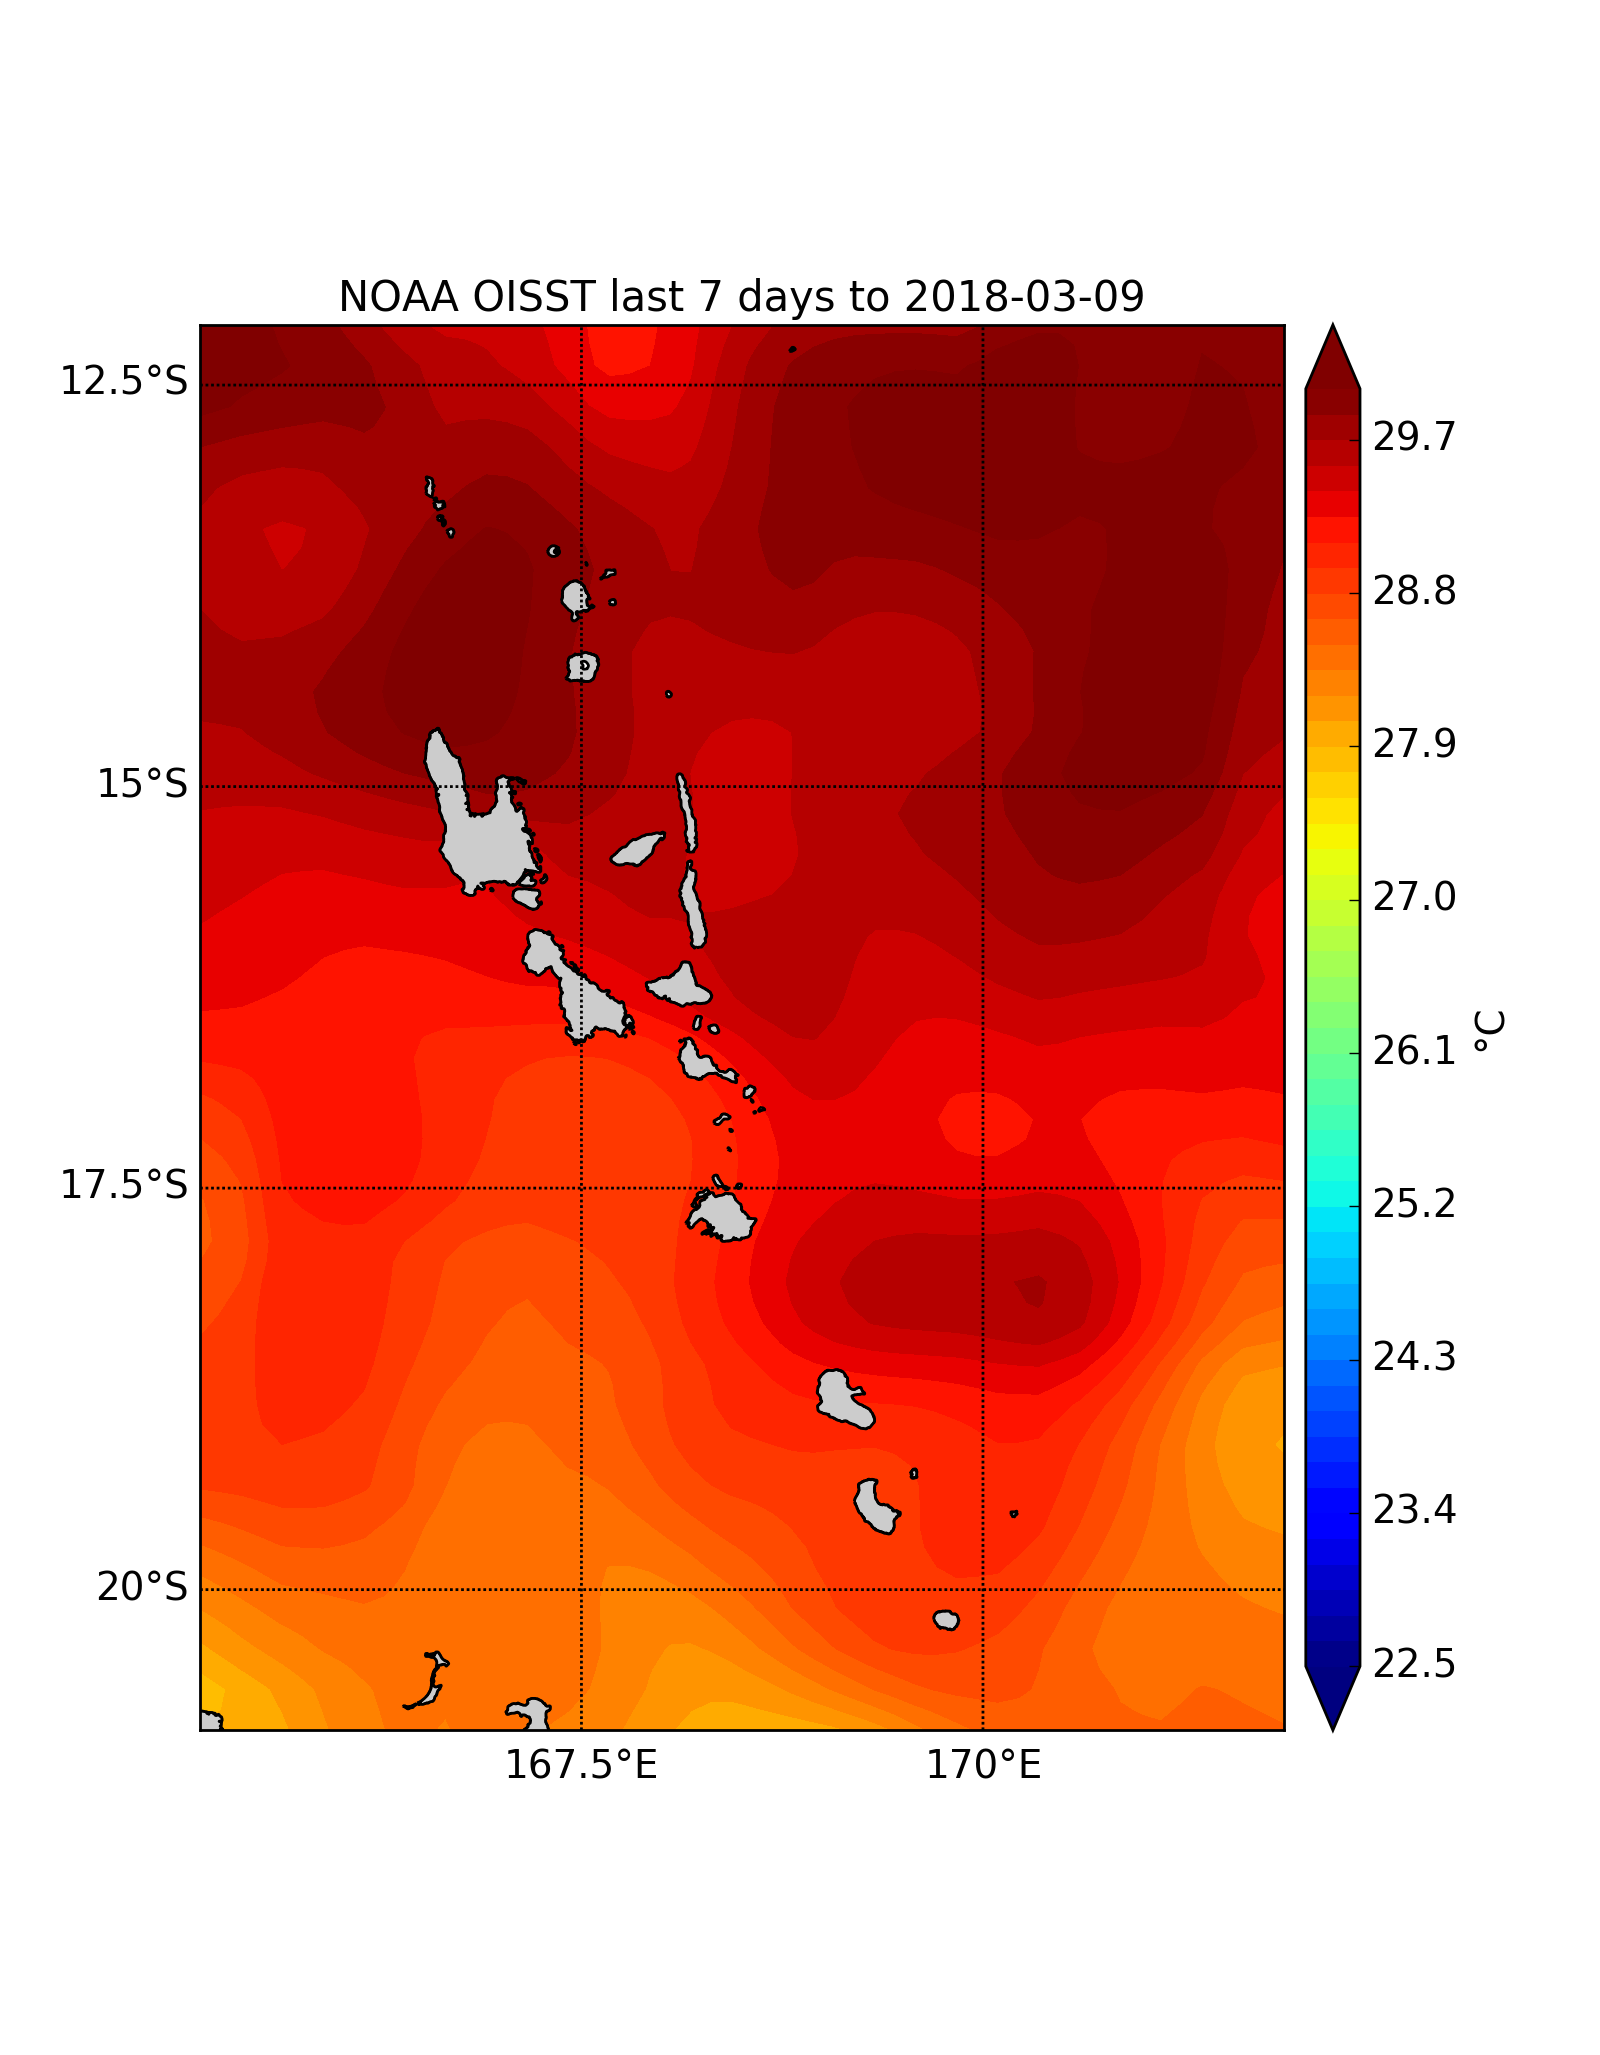 NOAA OISST last 7 days to 2018-03-09
12.5°S
15°S
17.5°S
20°S
167.5°E
170°E
29.7
28.8
27.9
27.0
26.1
25.2
24.3
23.4
22.5
°C